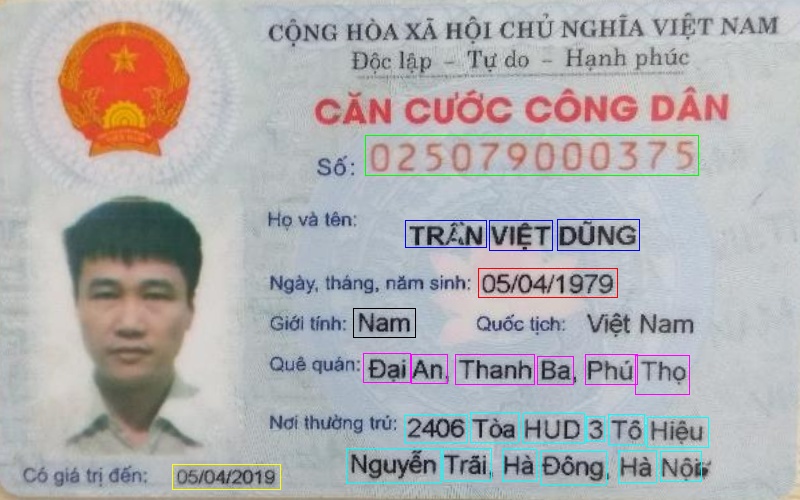 CỘNG HÒA XÃ HỘI CHỦ NGHĨA VIỆT NAM
Độc lập - Tự do - Hạnh phúc
CĂN CƯỚC CÔNG DÂN
Số: 025079000375
Họ và tên: TRẦN VIỆT DŨNG
Ngày, tháng, năm sinh: 05/04/1979
Giới tính: Nam Quốc tịch: Việt Nam
Quê quán: Đại An, Thanh Ba, Phú Thọ
Nơi thường trú: 2406 Tòa HUD 3 Tô Hiệu
Nguyễn Trãi, Hà Đông, Hà Nội
Có giá trị đến: 05/04/2019